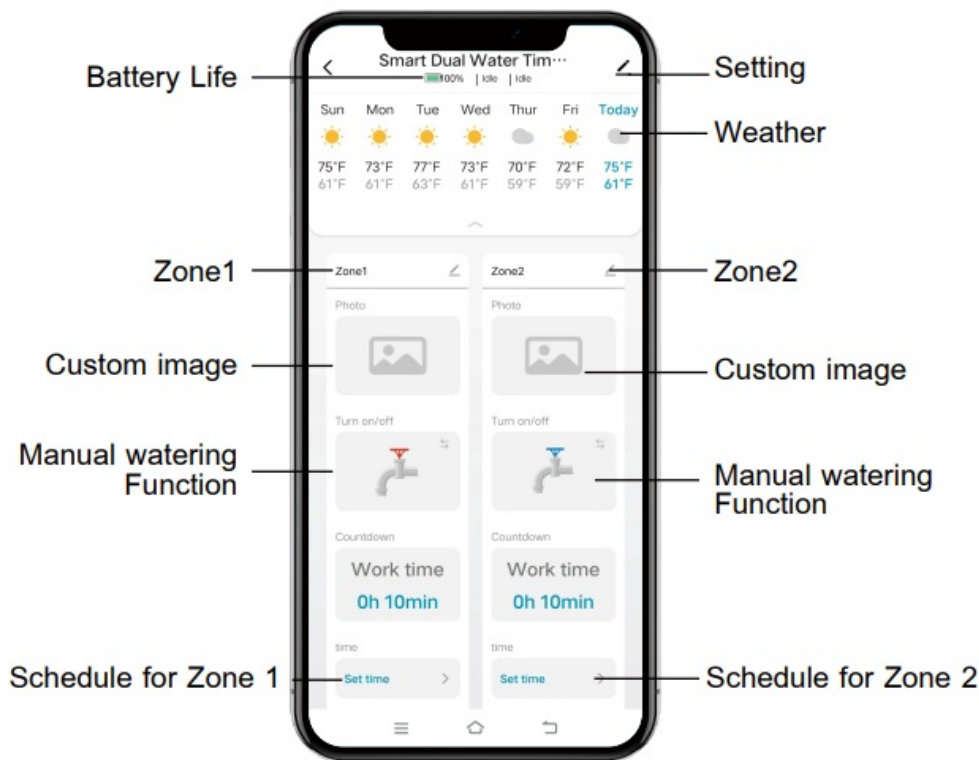 Smart Dual Water Tim···
100% | Idle | Idle
Battery Life
Setting
Sun Mon Tue Wed Thur Fri Today
Weather
75°F 73°F 77°F 73°F 70°F 72°F 75°F
61°F 61°F 63°F 61°F 59°F 59°F 61°F
Zone1
Zone1
Zone2
Zone2
Photo
Photo
Custom image
Custom image
Turn on/off
Turn on/off
Manual watering
Function
Manual watering
Function
Countdown
Countdown
Work time
0h 10min
Work time
0h 10min
time
time
Schedule for Zone 1
Set time
Set time
Schedule for Zone 2